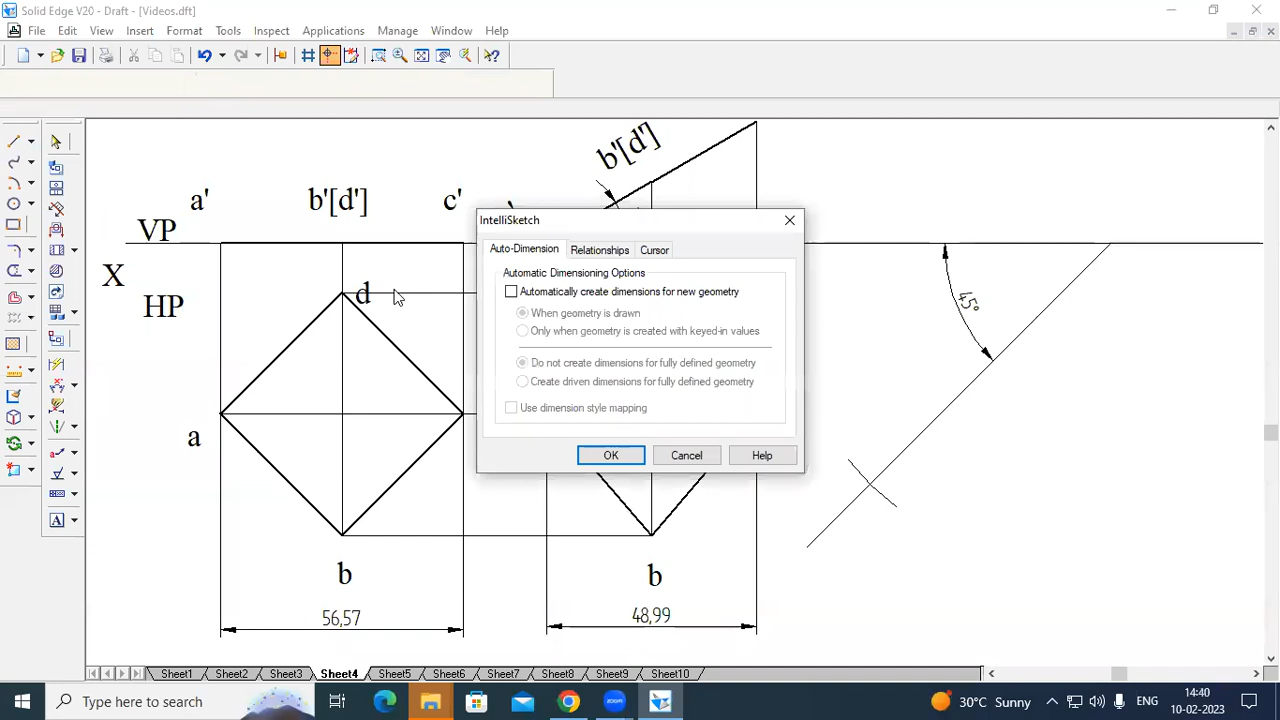 Solid Edge V20 - Draft - [Videos.dft]
File Edit View Insert Format Tools Inspect Applications Manage Window Help
b'[d']
a' b'[d'] c'
VP
X
HP
d
a
b b
56,57 48,99
45°
IntelliSketch
Auto-Dimension Relationships Cursor
Automatic Dimensioning Options
Automatically create dimensions for new geometry
When geometry is drawn
Only when geometry is created with keyed-in values
Do not create dimensions for fully defined geometry
Create driven dimensions for fully defined geometry
Use dimension style mapping
OK Cancel Help
Sheet1 Sheet2 Sheet3 Sheet4 Sheet5 Sheet6 Sheet7 Sheet8 Sheet9 Sheet10
Type here to search
30°C Sunny
ENG
14:40
10-02-2023